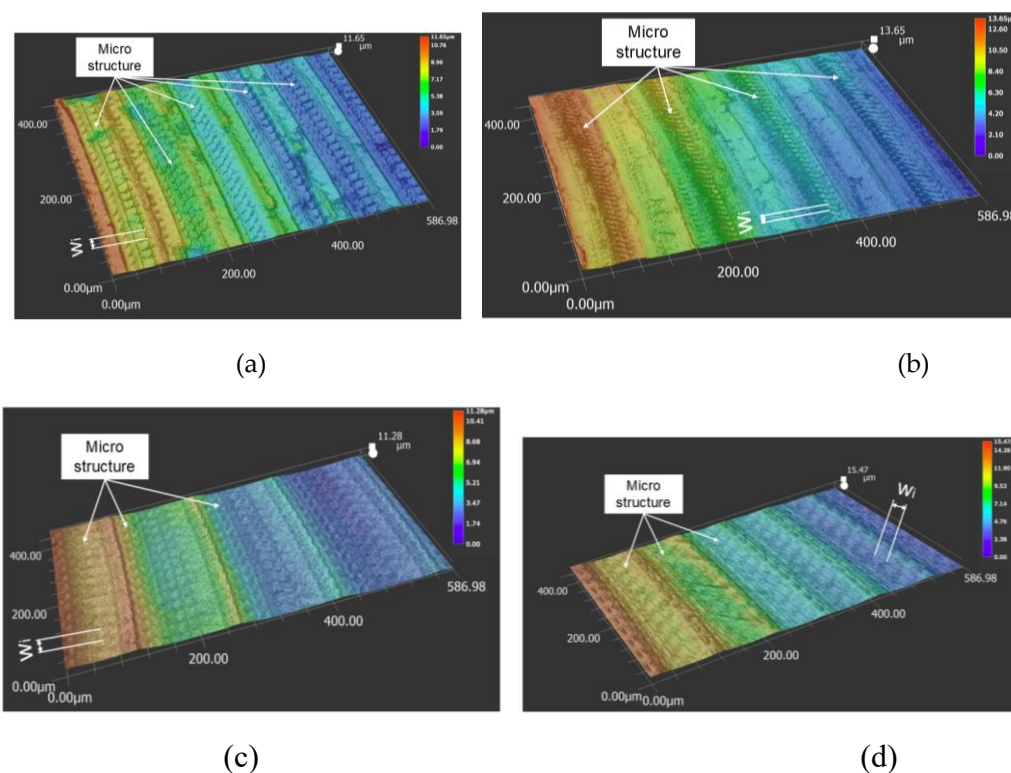 Micro
structure
11.65
μm
11.65μm
10.76
8.96
7.17
5.38
3.59
1.79
0.00
400.00
200.00
Wi
0.00μm
0.00μm
200.00
400.00
586.98
(a)
Micro
structure
13.65
μm
13.65μm
12.60
10.50
8.40
6.30
4.20
2.10
0.00
400.00
200.00
Wi
0.00μm
0.00μm
200.00
400.00
586.98
(b)
Micro
structure
11.28
μm
11.28μm
10.41
8.68
6.94
5.21
3.47
1.74
0.00
400.00
200.00
Wi
0.00μm
0.00μm
200.00
400.00
586.98
(c)
Micro
structure
15.47
μm
Wi
15.47
14.28
11.90
9.52
7.14
4.76
2.38
0.00
400.00
200.00
0.00μm
0.00μm
200.00
400.00
586.98
(d)